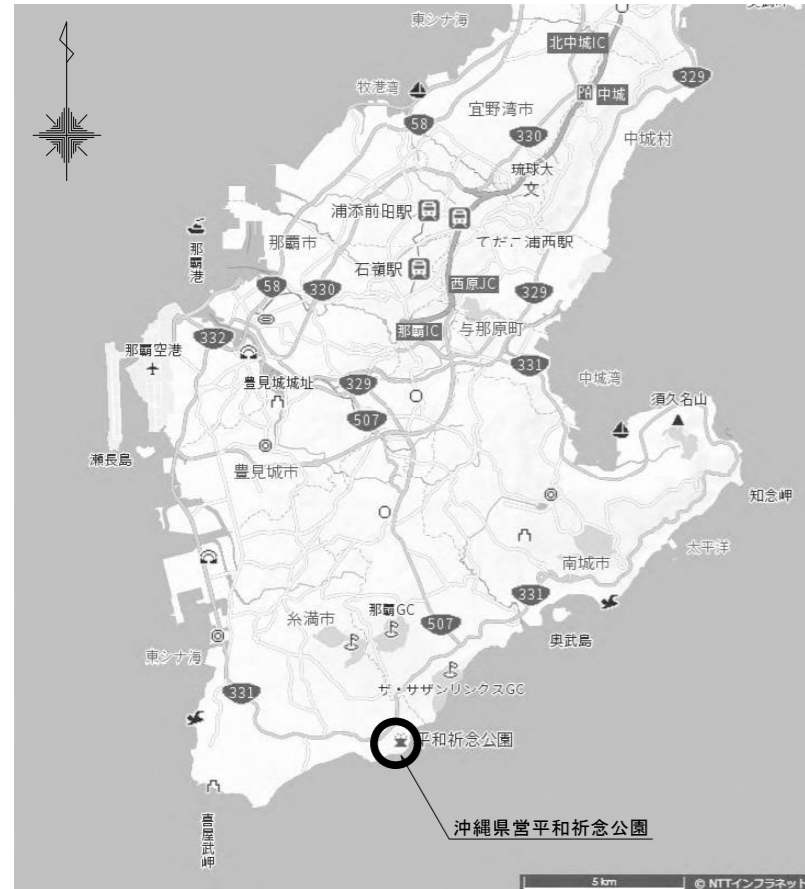 東シナ海
奥武岬
北中城IC
329
牧港湾
PA 中城
宜野湾市
58
330
中城村
琉球大
文
浦添前田駅
那覇市
てだこ浦西駅
那覇港
石嶺駅
西原JC
58
330
329
332
那覇IC
与那原町
那覇空港
331
中城湾
豊見城城址
329
須久名山
507
瀬長島
豊見城市
知念岬
太平洋
南城市
331
那覇GC
糸満市
507
奥武島
東シナ海
ザ・サザンリンクスGC
331
平和祈念公園
喜屋武岬
沖縄県営平和祈念公園
5 km
© NTTインフラネット